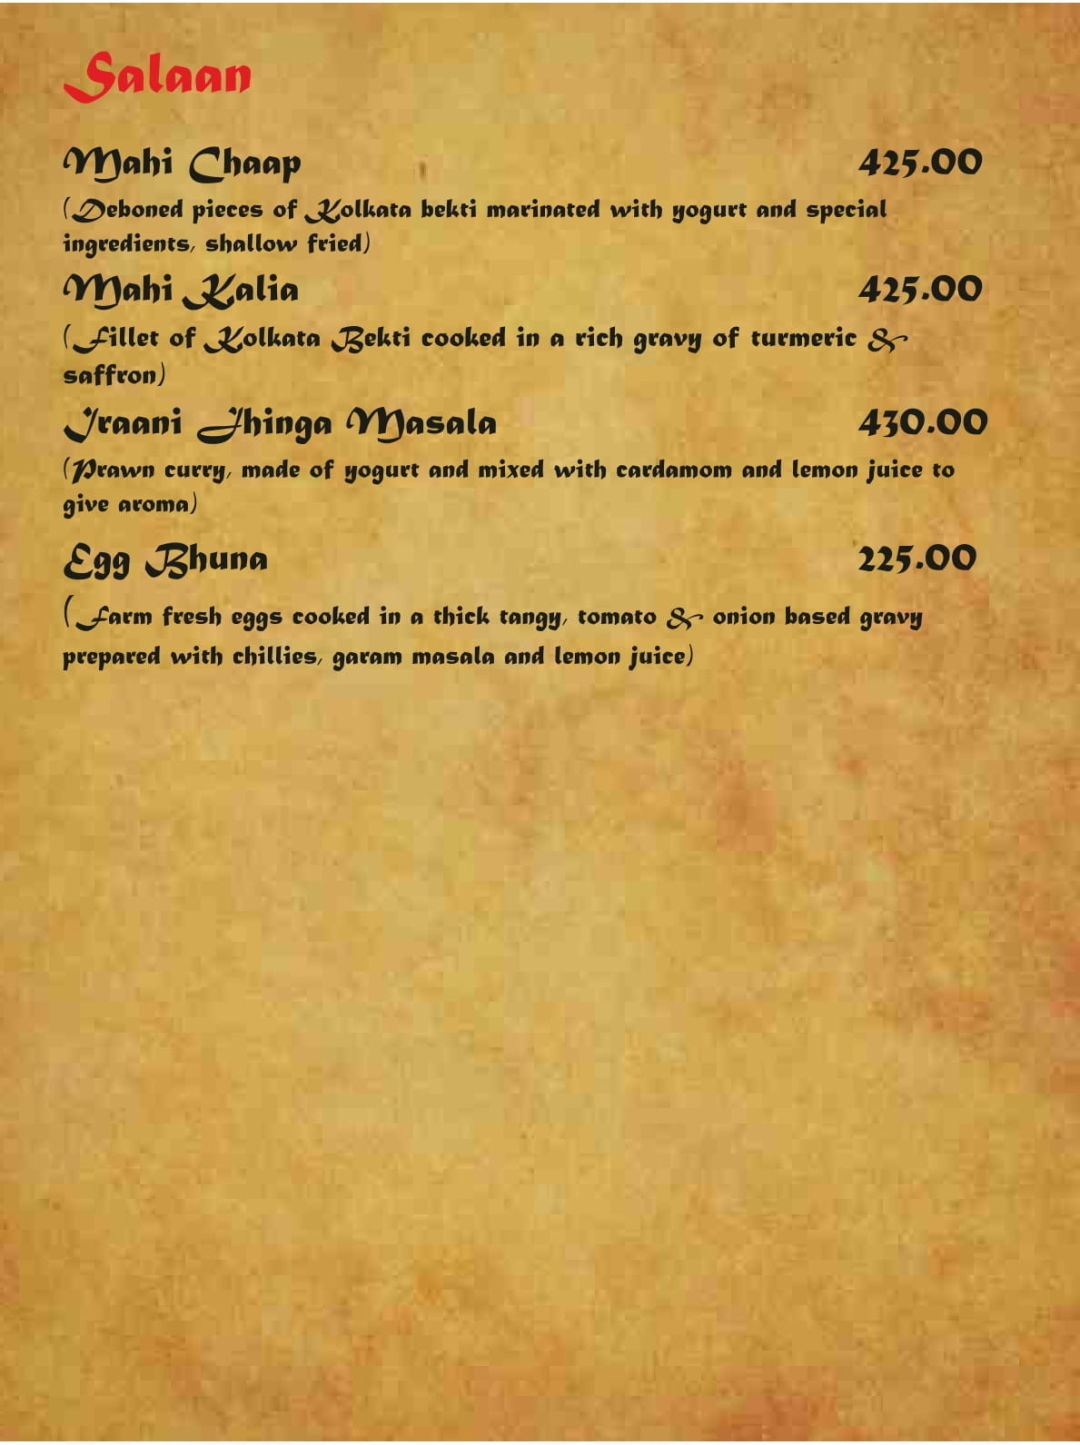 Salaan
Mahi Chaap 425.00
(Deboned pieces of Kolkata bekti marinated with yogurt and special
ingredients, shallow fried)
Mahi Kalia 425.00
(Fillet of Kolkata Bekti cooked in a rich gravy of turmeric &
saffron)
Iraani Jhinga Masala 430.00
(Prawn curry, made of yogurt and mixed with cardamom and lemon juice to
give aroma)
Egg Bhuna 225.00
(Farm fresh eggs cooked in a thick tangy, tomato & onion based gravy
prepared with chillies, garam masala and lemon juice)